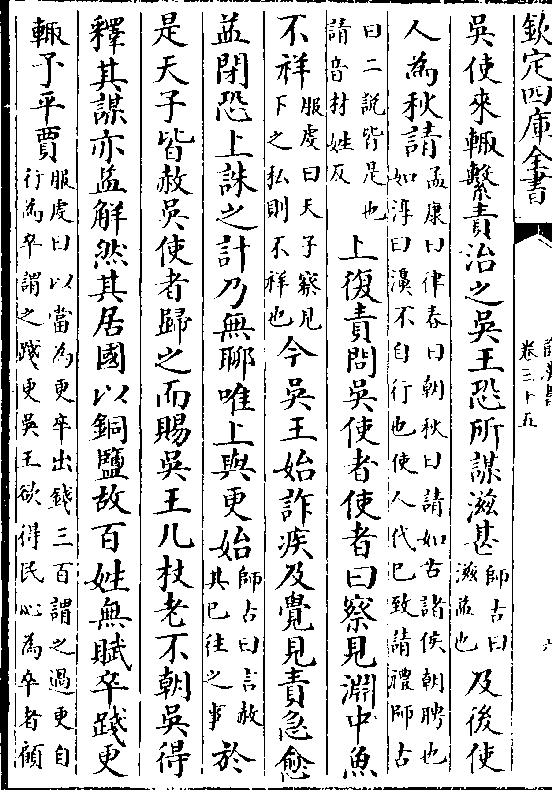 欽定四庫全書
卷三十五
吳使來輙繫責治之吳王恐所謀滋甚師古曰滋益也及後使
人為秋請孟康曰律春曰朝秋曰請如古諸侯朝聘也如淳曰濞不自行也使人代己致請禮師古
曰二說皆是也請音材姓反上復責問吳使者使者曰察見淵中魚
不祥服虔曰天子察見下之私則不祥也今吳王始詐疾及覺見責急愈
益閉恐上誅之計乃無聊唯上與更始師古曰言赦其已往之事於
是天子皆赦吳使者歸之而賜吳王几杖老不朝吳得
釋其謀亦益解然其居國以銅鹽故百姓無賦卒踐更
輙予平賈服虔曰以當為更卒出錢三百謂之過更自行為卒謂之踐更吳王欲得民心為卒者顧